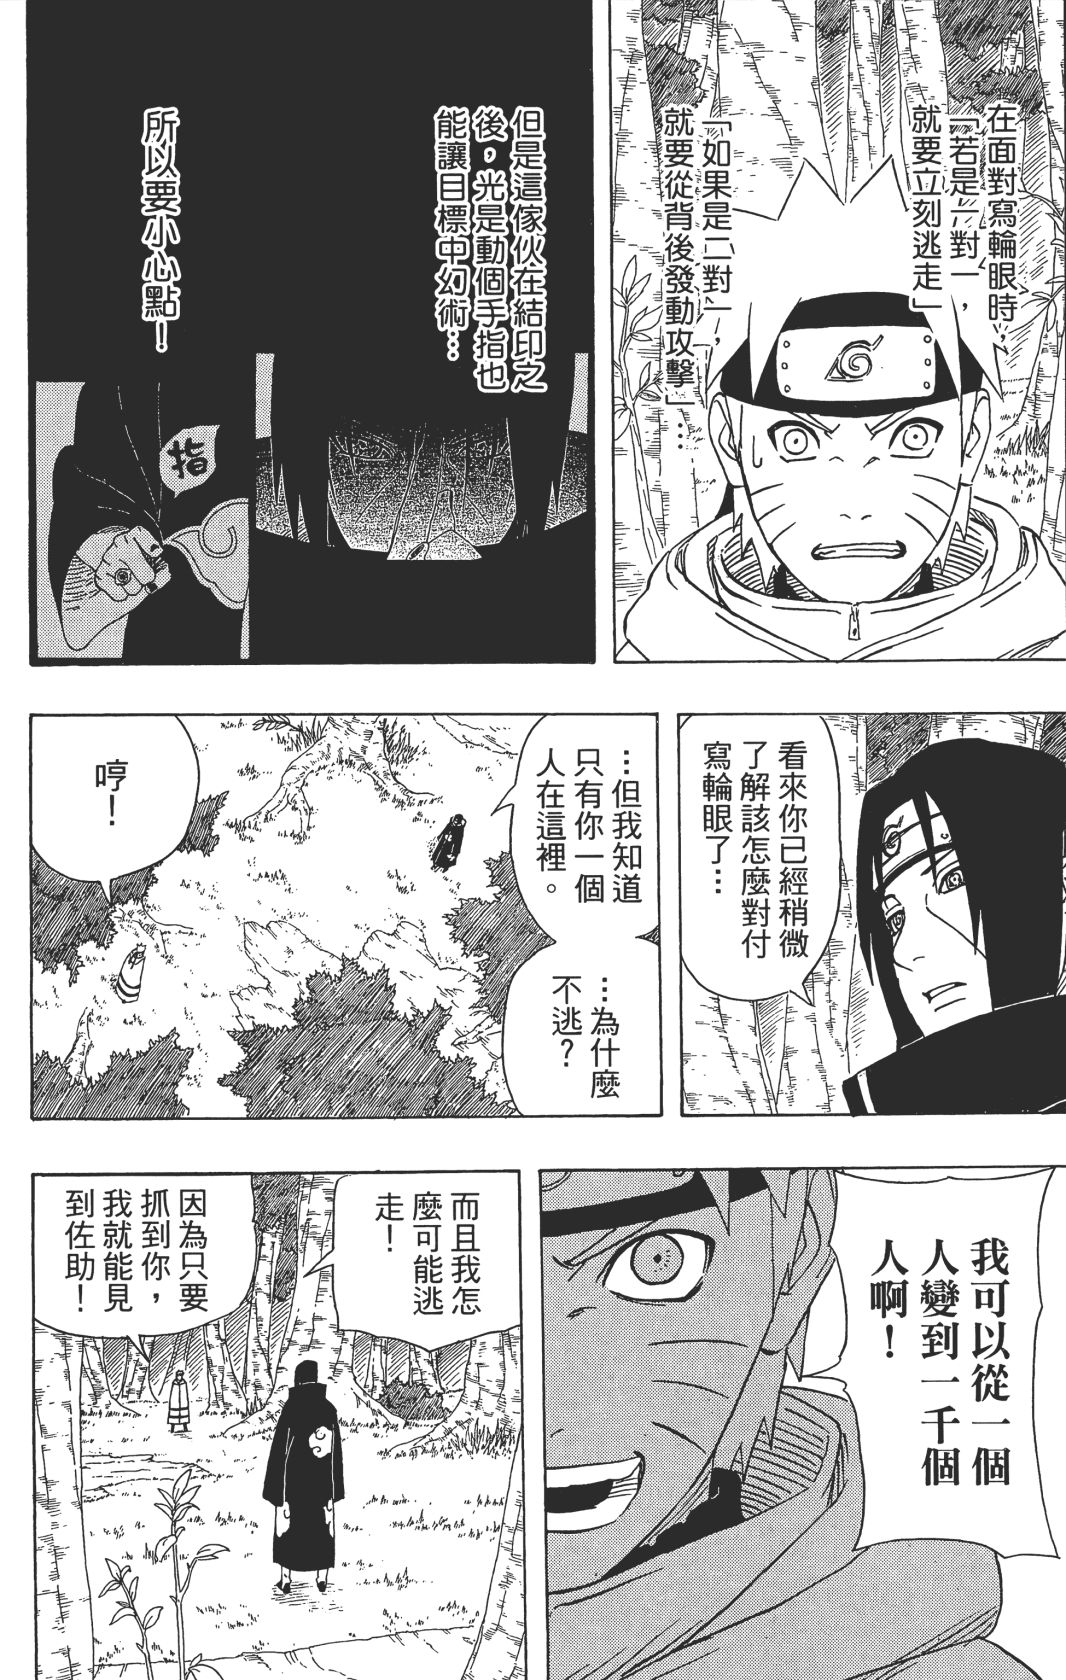 在面對寫輪眼時，
「若是一對一，
就要立刻逃走」
「如果是二對一，
就要從背後發動攻擊」…
但是這傢伙在結印之
後，光是動個手指也
能讓目標中幻術…
所以要小心點！
指
看來你已經稍微
了解該怎麼對付
寫輪眼了…
…但我知道
只有你一個
人在這裡。
…為什麼
不逃？
哼！
我可以從一個
人變到一千個
人啊！
而且我怎
麼可能逃
走！
因為只要
抓到你，
我就能見
到佐助！